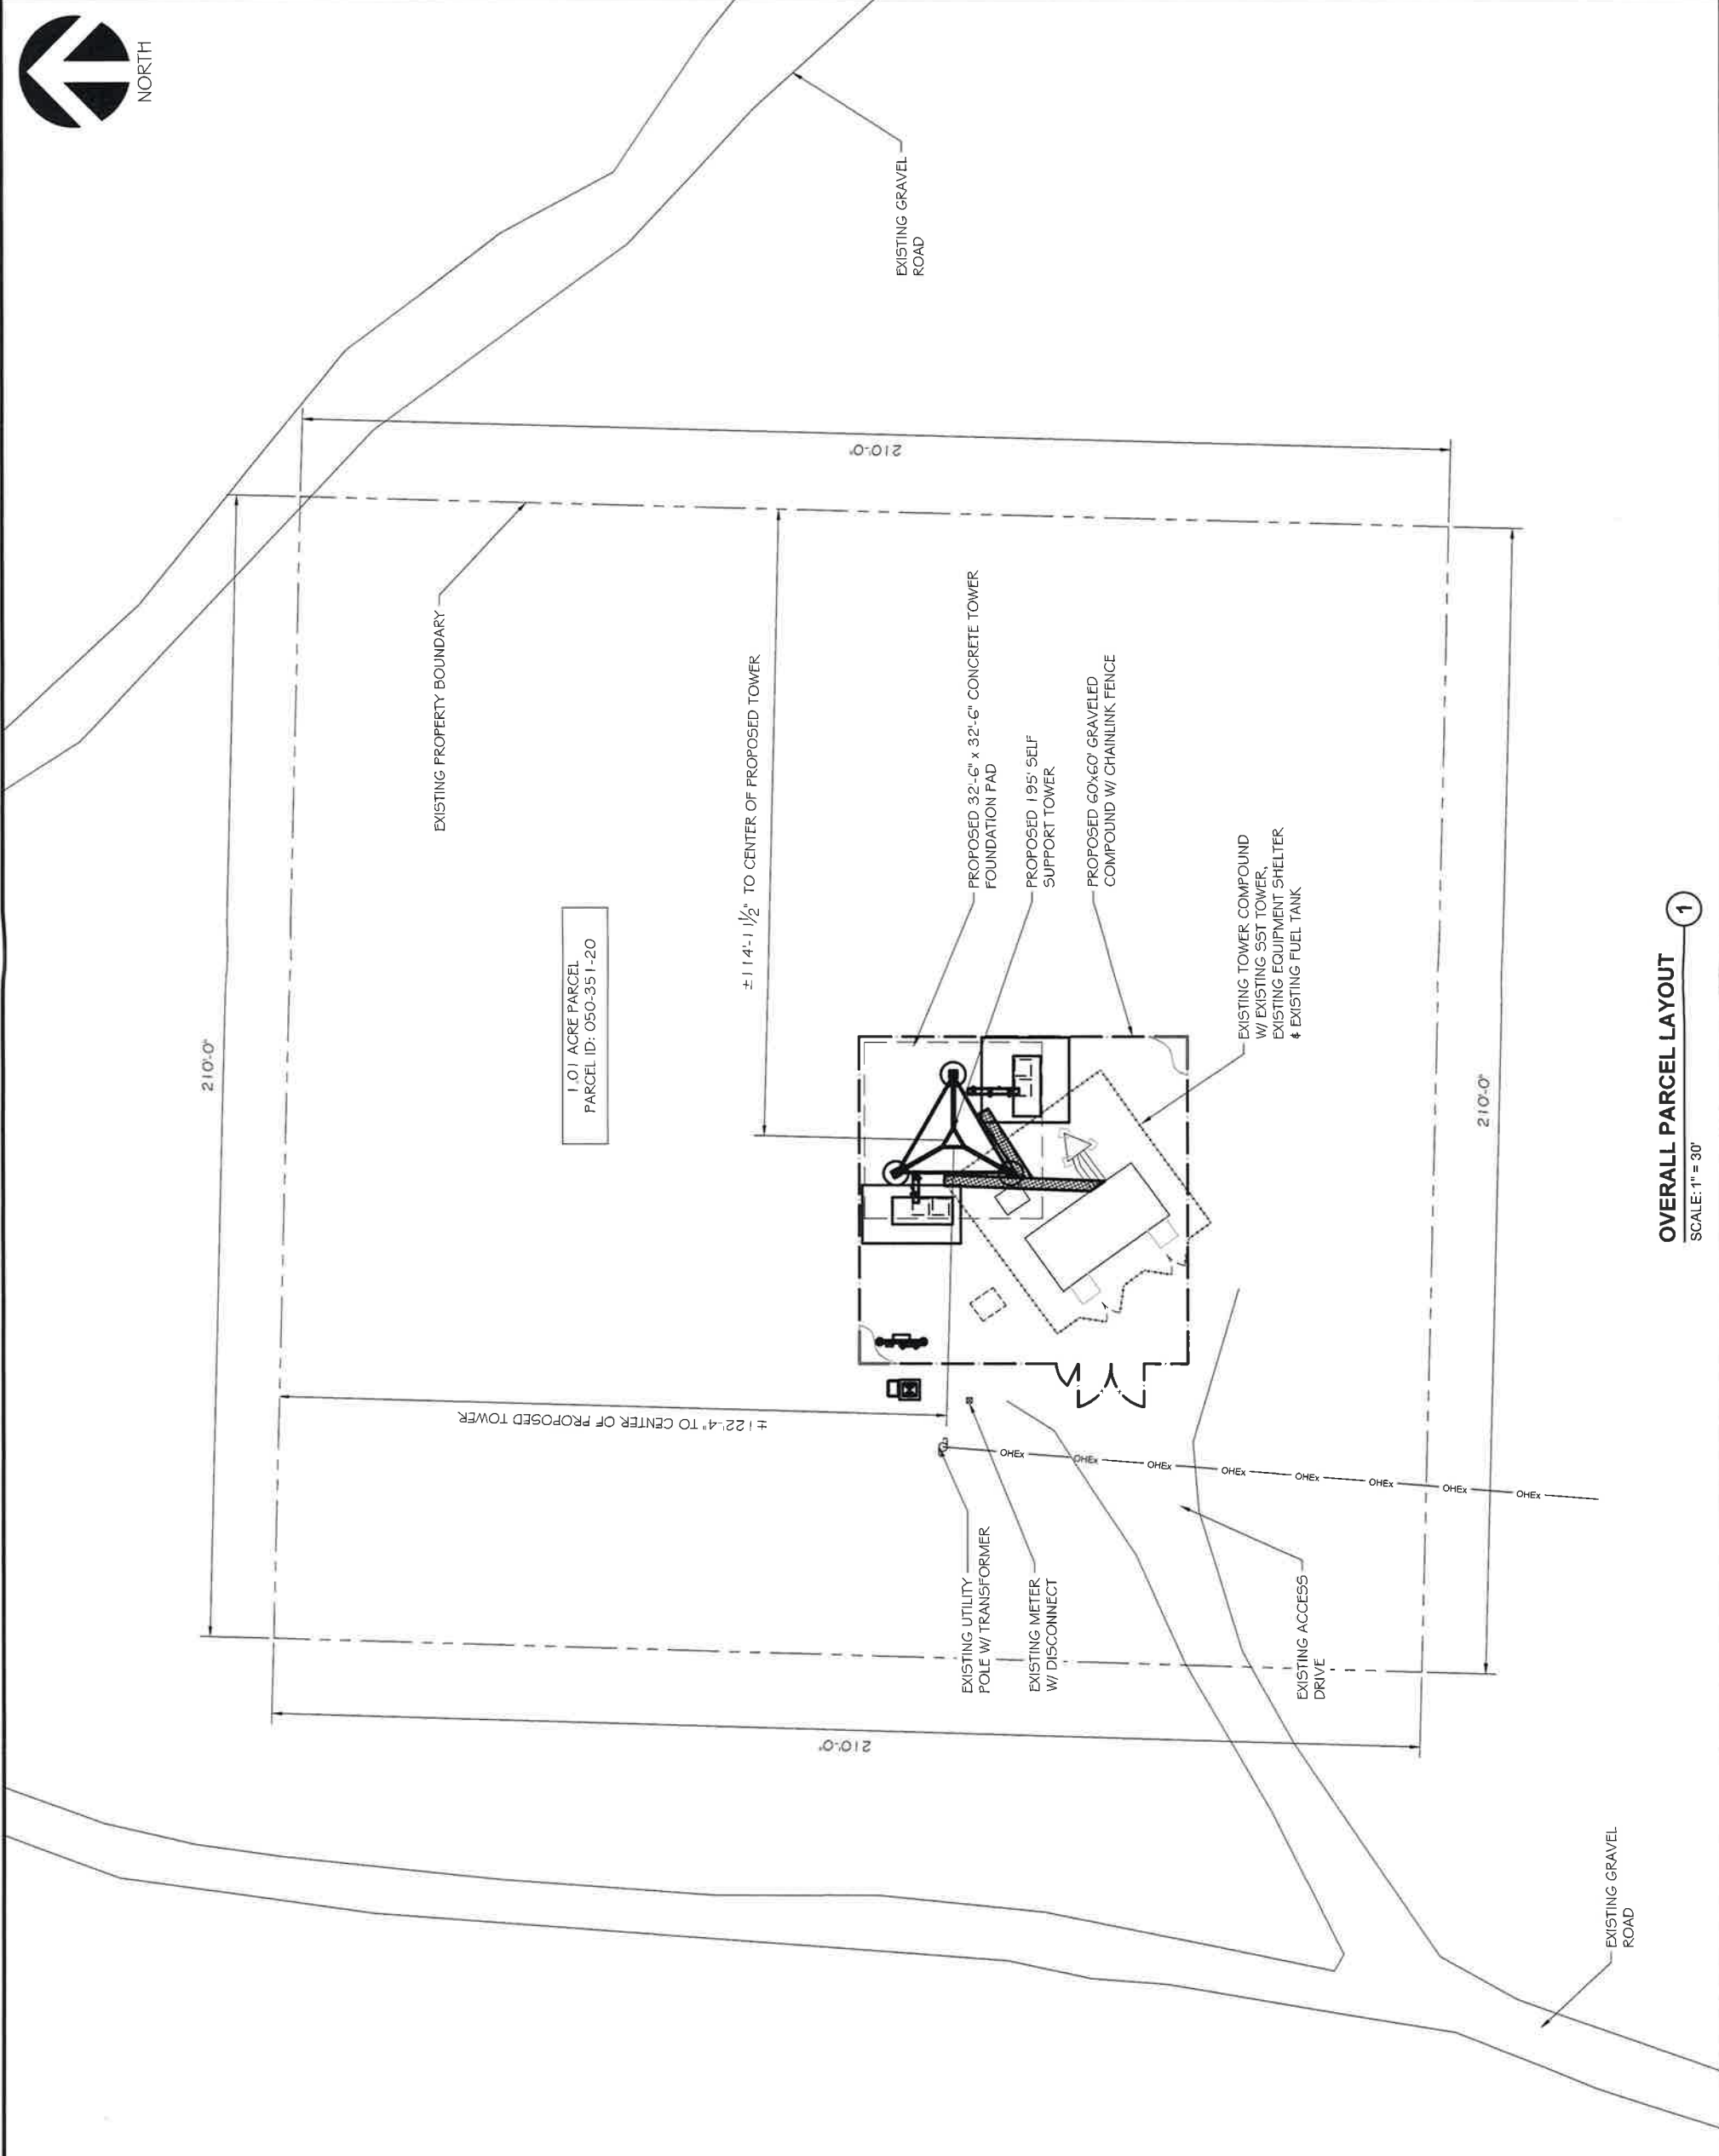 NORTH
EXISTING GRAVEL
ROAD
210'-0"
210'-0"
EXISTING PROPERTY BOUNDARY
1.01 ACRE PARCEL
PARCEL ID: 050-351-20
±114'-11½" TO CENTER OF PROPOSED TOWER
PROPOSED 32'-6" x 32'-6" CONCRETE TOWER
FOUNDATION PAD
PROPOSED 195' SELF
SUPPORT TOWER
PROPOSED 60'x60' GRAVELED
COMPOUND W/ CHAINLINK FENCE
EXISTING TOWER COMPOUND
W/ EXISTING SST TOWER,
EXISTING EQUIPMENT SHELTER
& EXISTING FUEL TANK
210'-0"
±122'-4" TO CENTER OF PROPOSED TOWER
OHEx
OHEx
OHEx
OHEx
OHEx
OHEx
OHEx
OHEx
EXISTING UTILITY
POLE W/ TRANSFORMER
EXISTING METER
W/ DISCONNECT
EXISTING ACCESS
DRIVE
210'-0"
EXISTING GRAVEL
ROAD
OVERALL PARCEL LAYOUT
1
SCALE: 1" = 30'